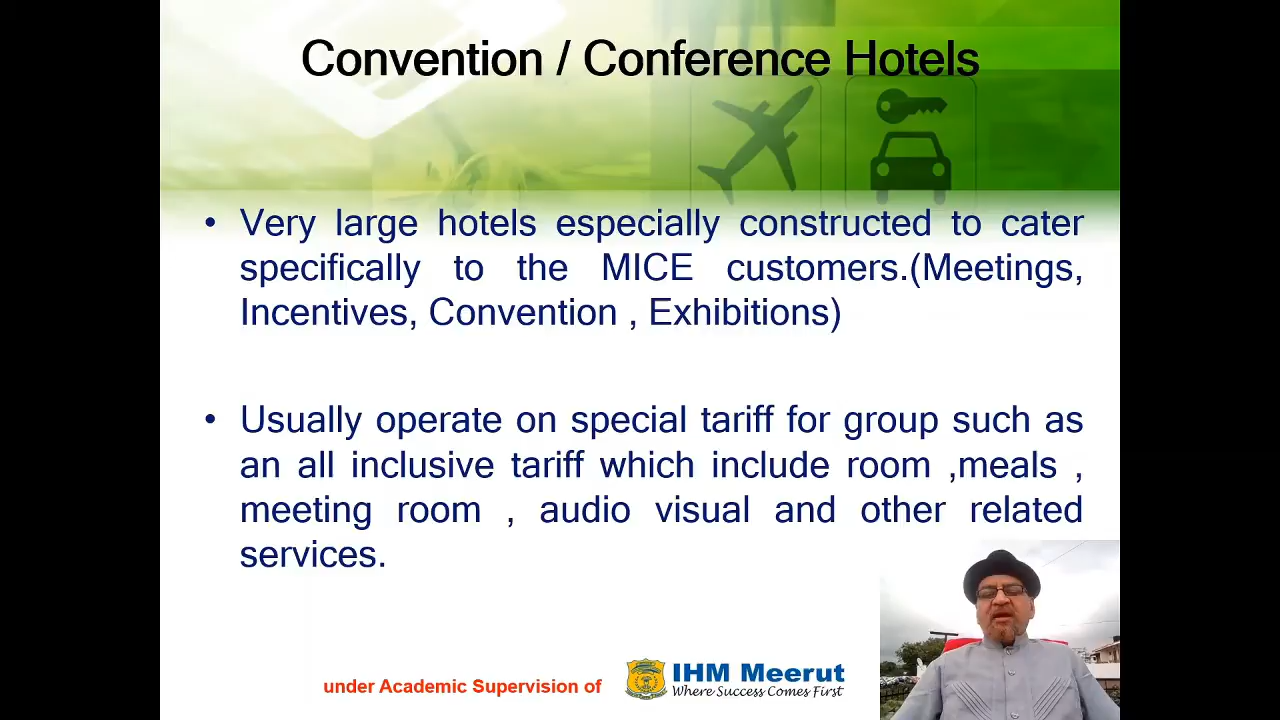 Convention / Conference Hotels
• Very large hotels especially constructed to cater
specifically to the MICE customers.(Meetings,
Incentives, Convention , Exhibitions)
• Usually operate on special tariff for group such as
an all inclusive tariff which include room ,meals ,
meeting room , audio visual and other related
services.
under Academic Supervision of
IHM Meerut
Where Success Comes First